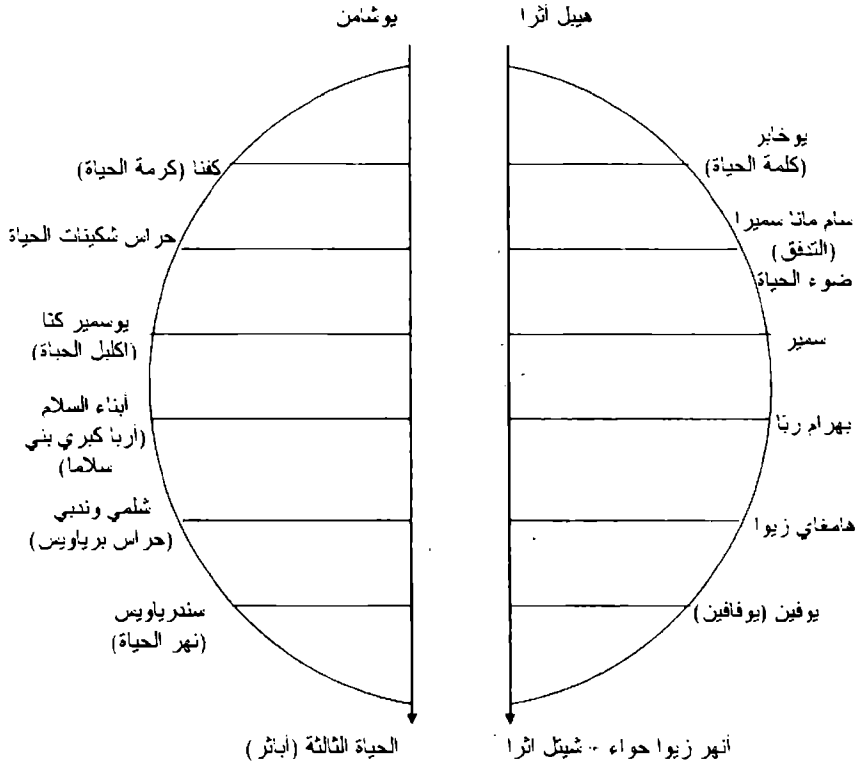 هيبل أثرا
يوشامن
يوخابر
(كلمة الحياة)
سام مانا سميرا
(التدفق)
ضوء الحياة
سمير
بهرام ربّا
هامغاي زيوا
يوفين (يوفافين)
أنهر زيوا حواء - شيتل اثرا
كفنا (كرمة الحياة)
حراس شكينات الحياة
يوسمير كنا
(اكليل الحياة)
أبناء السلام
(أربا كبري بني
سلاما)
شلمي وندبي
(حراس برياويس)
سندرياويس
(نهر الحياة)
الحياة الثالثة (أباثر)